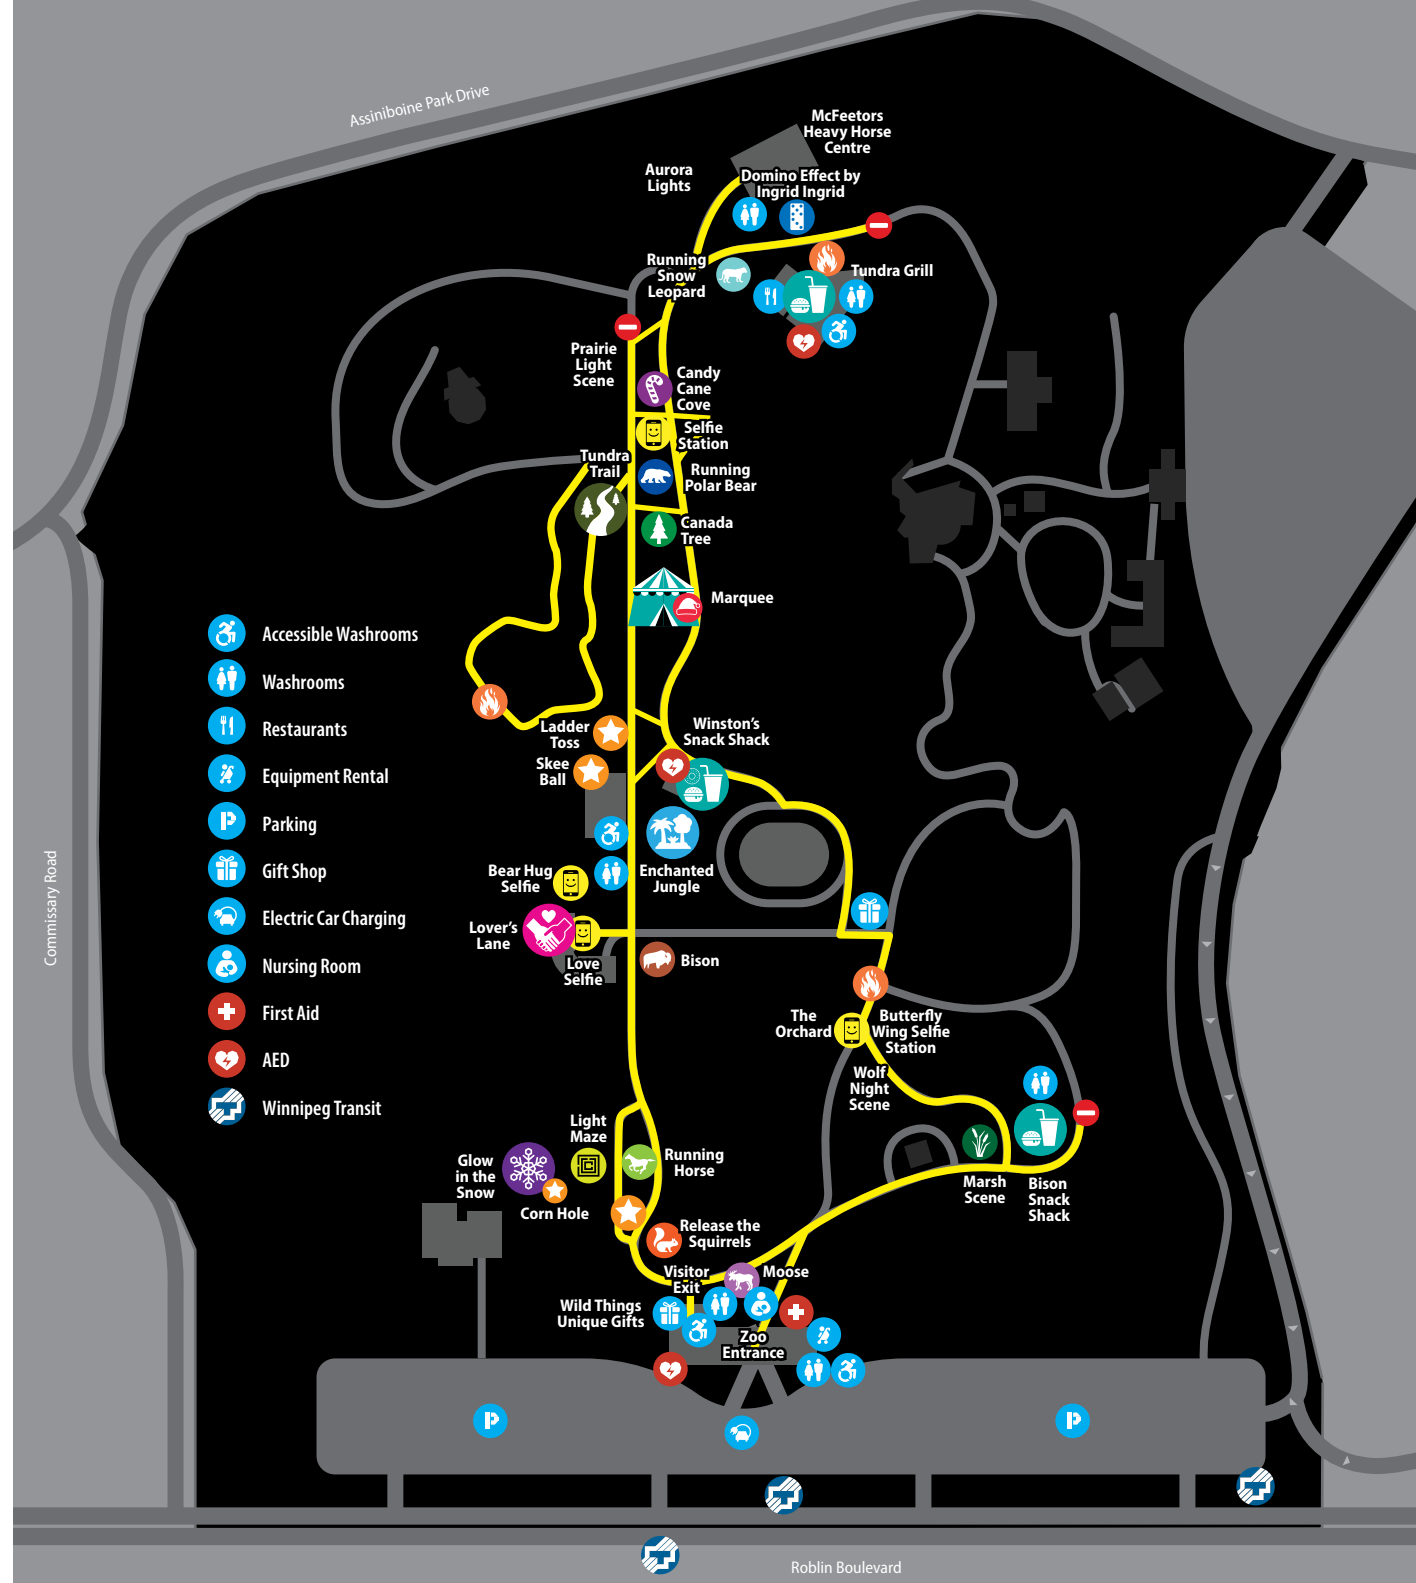 Assiniboine Park Drive
McFeetors
Heavy Horse
Centre
Aurora
Lights
Domino Effect by
Ingrid Ingrid
Running
Snow
Leopard
Tundra Grill
Prairie
Light
Scene
Candy
Cane
Cove
Selfie
Station
Tundra
Trail
Running
Polar Bear
Canada
Tree
Marquee
Accessible Washrooms
Washrooms
Restaurants
Equipment Rental
Parking
Gift Shop
Electric Car Charging
Nursing Room
First Aid
AED
Winnipeg Transit
Commissary Road
Ladder
Toss
Skee
Ball
Winston's
Snack Shack
Enchanted
Jungle
Bear Hug
Selfie
Lover's
Lane
Love
Selfie
Bison
The
Orchard
Butterfly
Wing Selfie
Station
Wolf
Night
Scene
Light
Maze
Glow
in the
Snow
Corn Hole
Running
Horse
Marsh
Scene
Bison
Snack
Shack
Release the
Squirrels
Visitor
Exit
Moose
Wild Things
Unique Gifts
Zoo
Entrance
P
P
P
Roblin Boulevard